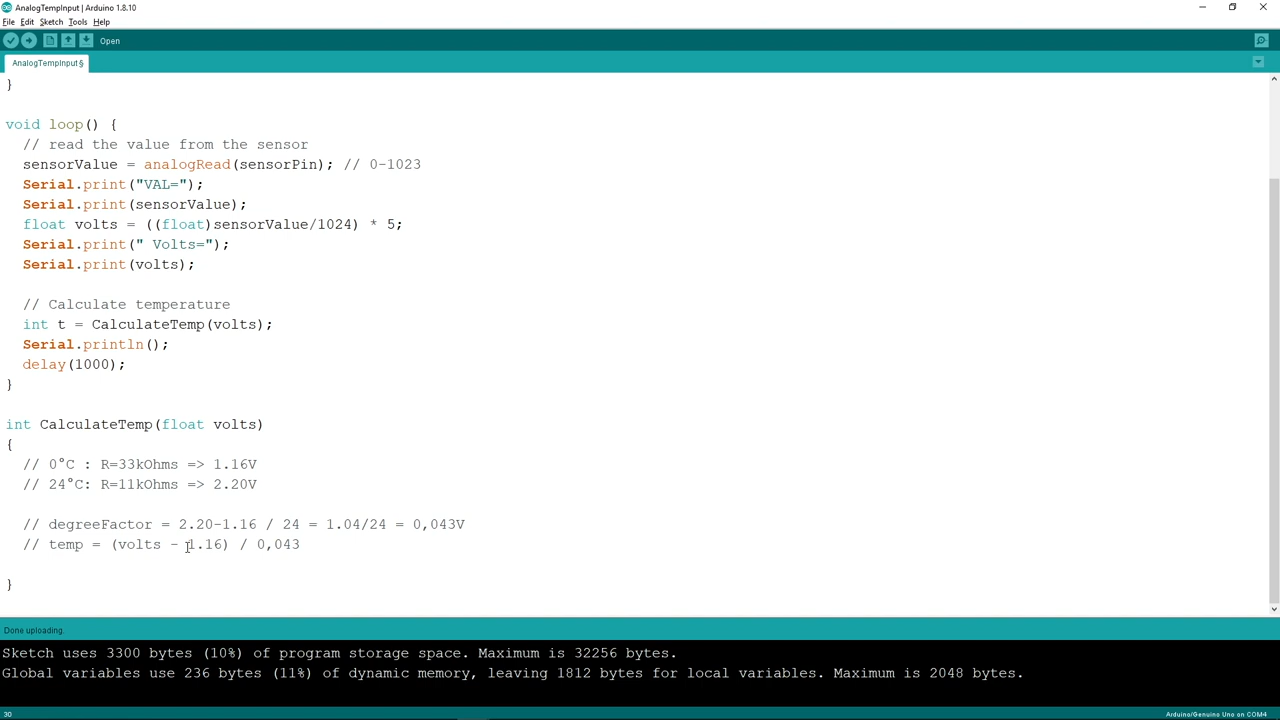 AnalogTempInput | Arduino 1.8.10
File Edit Sketch Tools Help
Open
AnalogTempInput §
}
void loop() {
  // read the value from the sensor
  sensorValue = analogRead(sensorPin); // 0-1023
  Serial.print("VAL=");
  Serial.print(sensorValue);
  float volts = ((float)sensorValue/1024) * 5;
  Serial.print(" Volts=");
  Serial.print(volts);
  // Calculate temperature
  int t = CalculateTemp(volts);
  Serial.println();
  delay(1000);
}
int CalculateTemp(float volts)
{
  // 0°C : R=33kOhms => 1.16V
  // 24°C: R=11kOhms => 2.20V
  // degreeFactor = 2.20-1.16 / 24 = 1.04/24 = 0,043V
  // temp = (volts - 1.16) / 0,043
}
Done uploading.
Sketch uses 3300 bytes (10%) of program storage space. Maximum is 32256 bytes.
Global variables use 236 bytes (11%) of dynamic memory, leaving 1812 bytes for local variables. Maximum is 2048 bytes.
30 Arduino/Genuino Uno on COM4